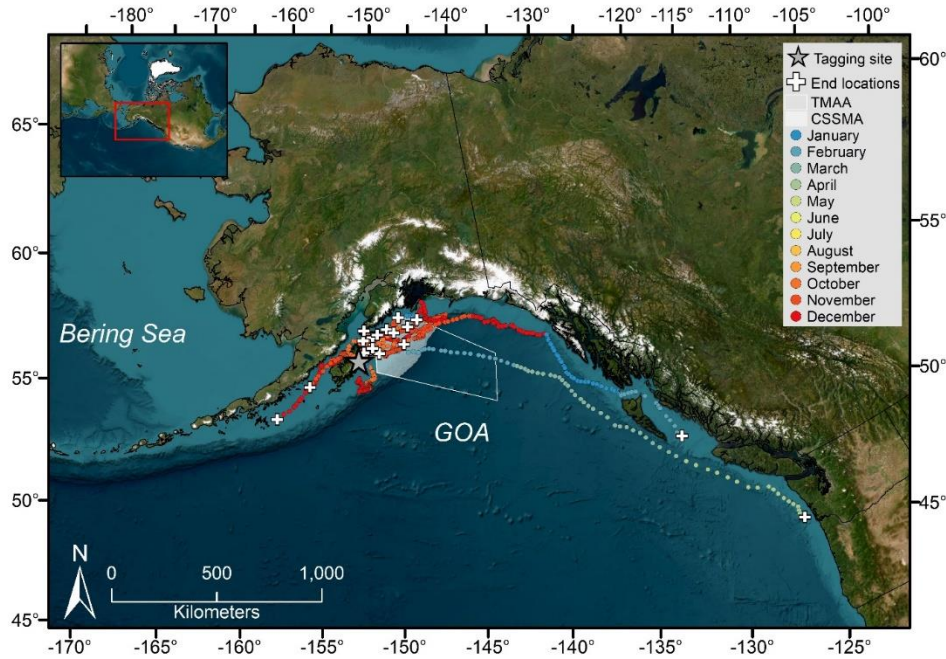 -180° -170° -160° -150° -140° -130° -120° -110° -100°
65°
60°
55°
50°
45°
60°
55°
50°
45°
Tagging site
End locations
TMAA
CSSMA
January
February
March
April
May
June
July
August
September
October
November
December
Bering Sea
GOA
N
0 500 1,000
Kilometers
-170° -165° -160° -155° -150° -145° -140° -135° -130° -125°